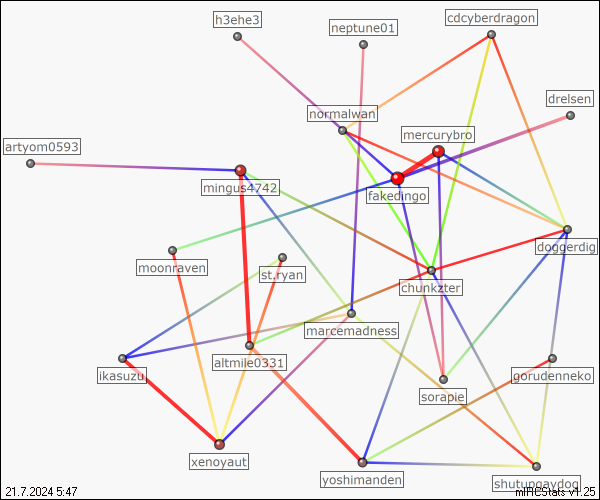 h3ehe3
neptune01
cdcyberdragon
drelsen
normalwan
mercurybro
artyom0593
mingus4742
fakedingo
doggerdig
moonraven
st,ryan
chunkzter
marcemadness
ikasuzu
altmile0331
gorudenneko
sorapie
xenoyaut
yoshimanden
shutupgaydog
21.7.2024 5:47
mIRCStats v1.25